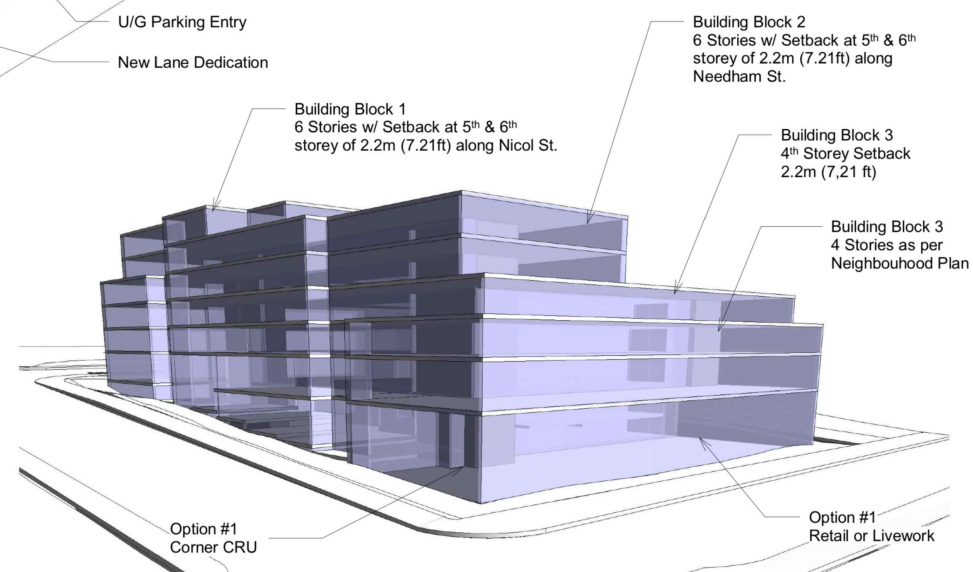 U/G Parking Entry
New Lane Dedication
Building Block 1
6 Stories w/ Setback at 5th & 6th
storey of 2.2m (7.21ft) along Nicol St.
Building Block 2
6 Stories w/ Setback at 5th & 6th
storey of 2.2m (7.21ft) along
Needham St.
Building Block 3
4th Storey Setback
2.2m (7,21 ft)
Building Block 3
4 Stories as per
Neighbouhood Plan
Option #1
Corner CRU
Option #1
Retail or Livework